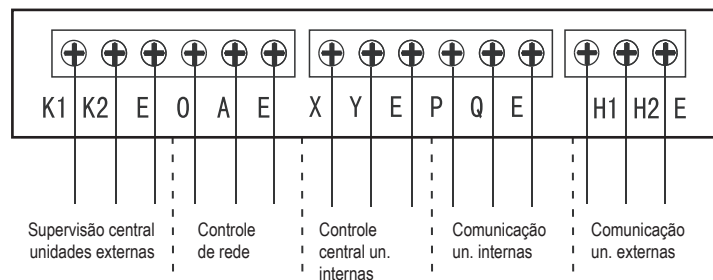 K1 K2 E O A E X Y E P Q E H1 H2 E
Supervisão central
unidades externas
Controle
de rede
Controle
central un.
internas
Comunicação
un. internas
Comunicação
un. externas